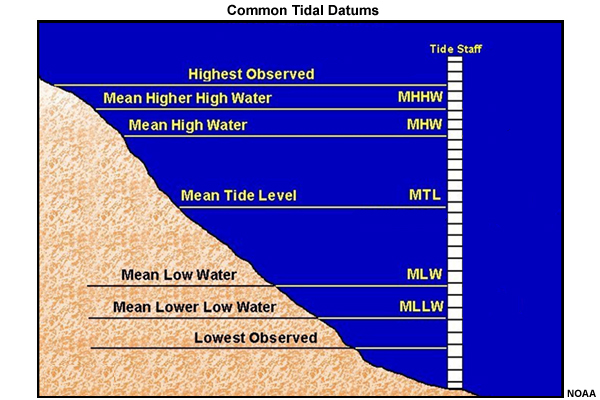 Common Tidal Datums
Tide Staff
Highest Observed
Mean Higher High Water MHHW
Mean High Water MHW
Mean Tide Level MTL
Mean Low Water MLW
Mean Lower Low Water MLLW
Lowest Observed
NOAA